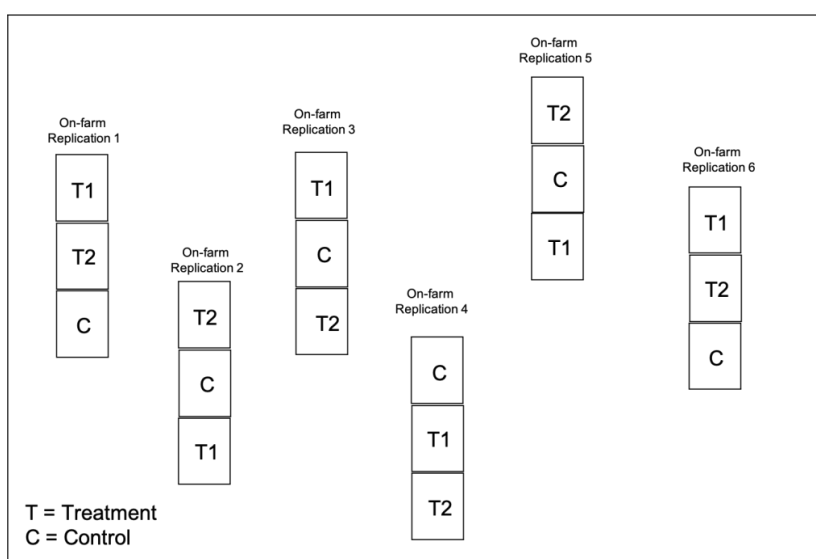 On-farm
Replication 1
T1
T2
C
On-farm
Replication 2
T2
C
T1
On-farm
Replication 3
T1
C
T2
On-farm
Replication 4
C
T1
T2
On-farm
Replication 5
T2
C
T1
On-farm
Replication 6
T1
T2
C
T = Treatment
C = Control